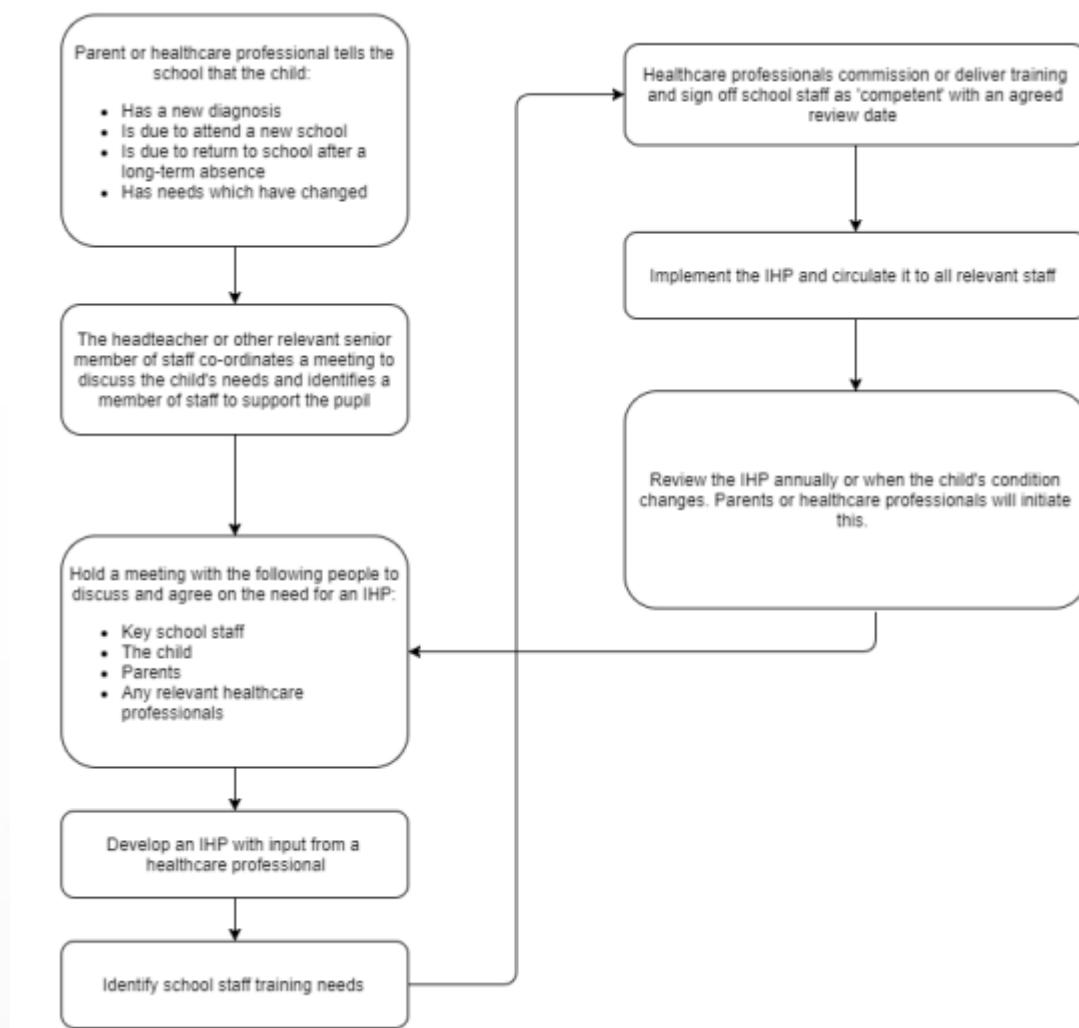 Parent or healthcare professional tells the
school that the child:
• Has a new diagnosis
• Is due to attend a new school
• Is due to return to school after a
long-term absence
• Has needs which have changed
The headteacher or other relevant senior
member of staff co-ordinates a meeting to
discuss the child's needs and identifies a
member of staff to support the pupil
Hold a meeting with the following people to
discuss and agree on the need for an IHP:
• Key school staff
• The child
• Parents
• Any relevant healthcare
professionals
Develop an IHP with input from a
healthcare professional
Identify school staff training needs
Healthcare professionals commission or deliver training
and sign off school staff as 'competent' with an agreed
review date
Implement the IHP and circulate it to all relevant staff
Review the IHP annually or when the child's condition
changes. Parents or healthcare professionals will initiate
this.